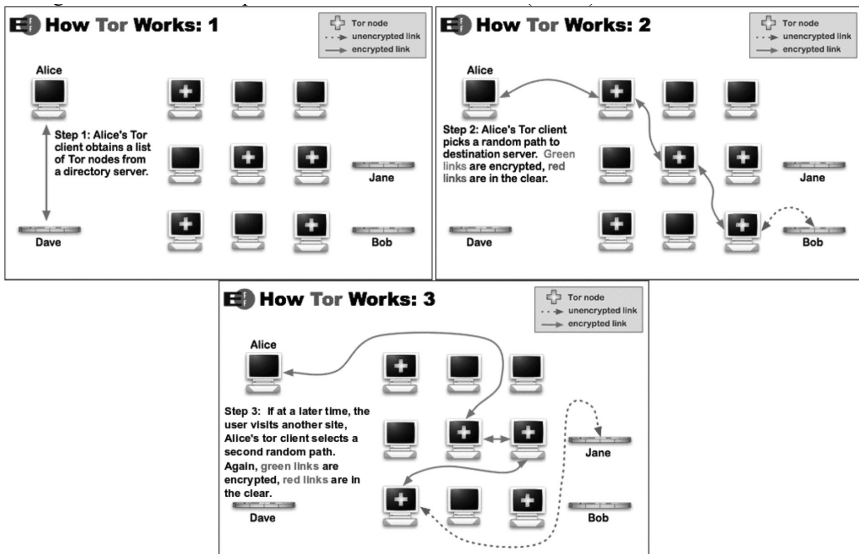 How Tor Works: 1
Tor node
unencrypted link
encrypted link
Alice
Step 1: Alice's Tor
client obtains a list
of Tor nodes from
a directory server.
Jane
Dave
Bob
How Tor Works: 2
Tor node
unencrypted link
encrypted link
Alice
Step 2: Alice's Tor client
picks a random path to
destination server. Green
links are encrypted, red
links are in the clear.
Jane
Dave
Bob
How Tor Works: 3
Tor node
unencrypted link
encrypted link
Alice
Step 3: If at a later time, the
user visits another site,
Alice's tor client selects a
second random path.
Again, green links are
encrypted, red links are in
the clear.
Jane
Dave
Bob